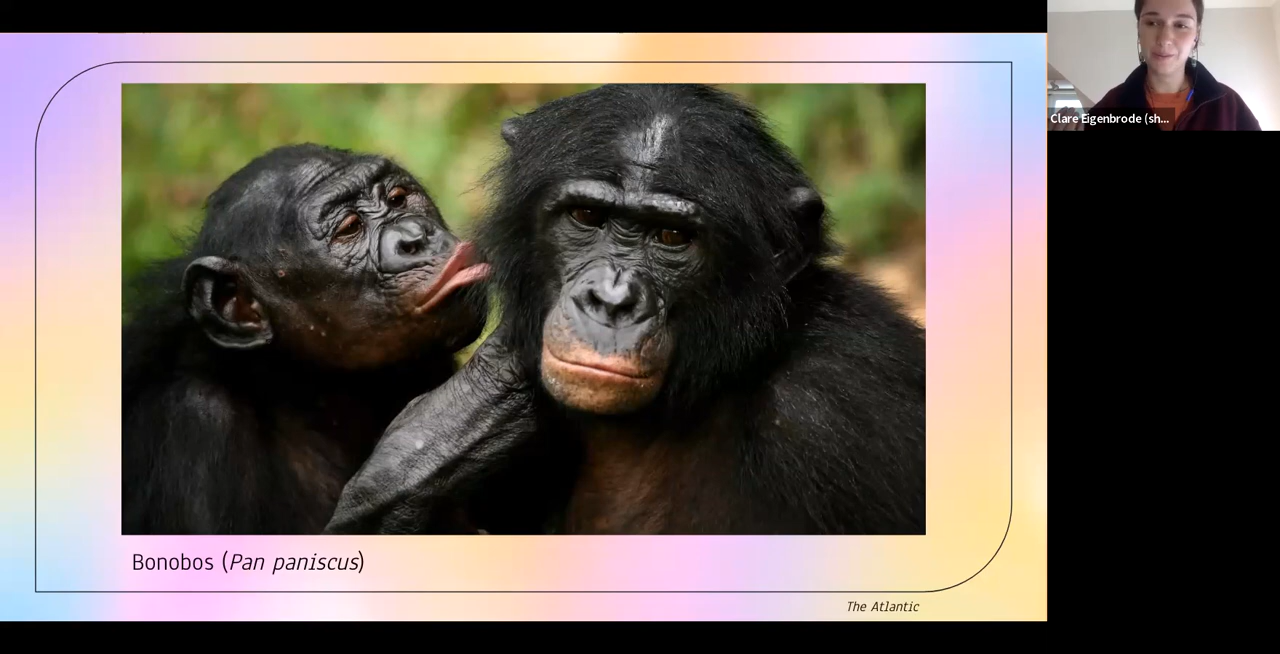 Clare Eigenbrode (sh...
Bonobos (Pan paniscus)
The Atlantic